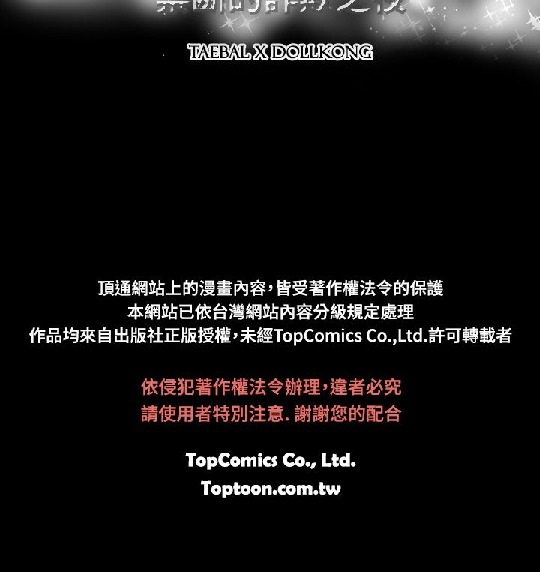 TAEBAL X DOLLKONG
頂通網站上的漫畫內容,皆受著作權法令的保護
本網站已依台灣網站內容分級規定處理
作品均來自出版社正版授權,未經TopComics Co.,Ltd.許可轉載者
依侵犯著作權法令辦理,違者必究
請使用者特別注意. 謝謝您的配合
TopComics Co., Ltd.
Toptoon.com.tw